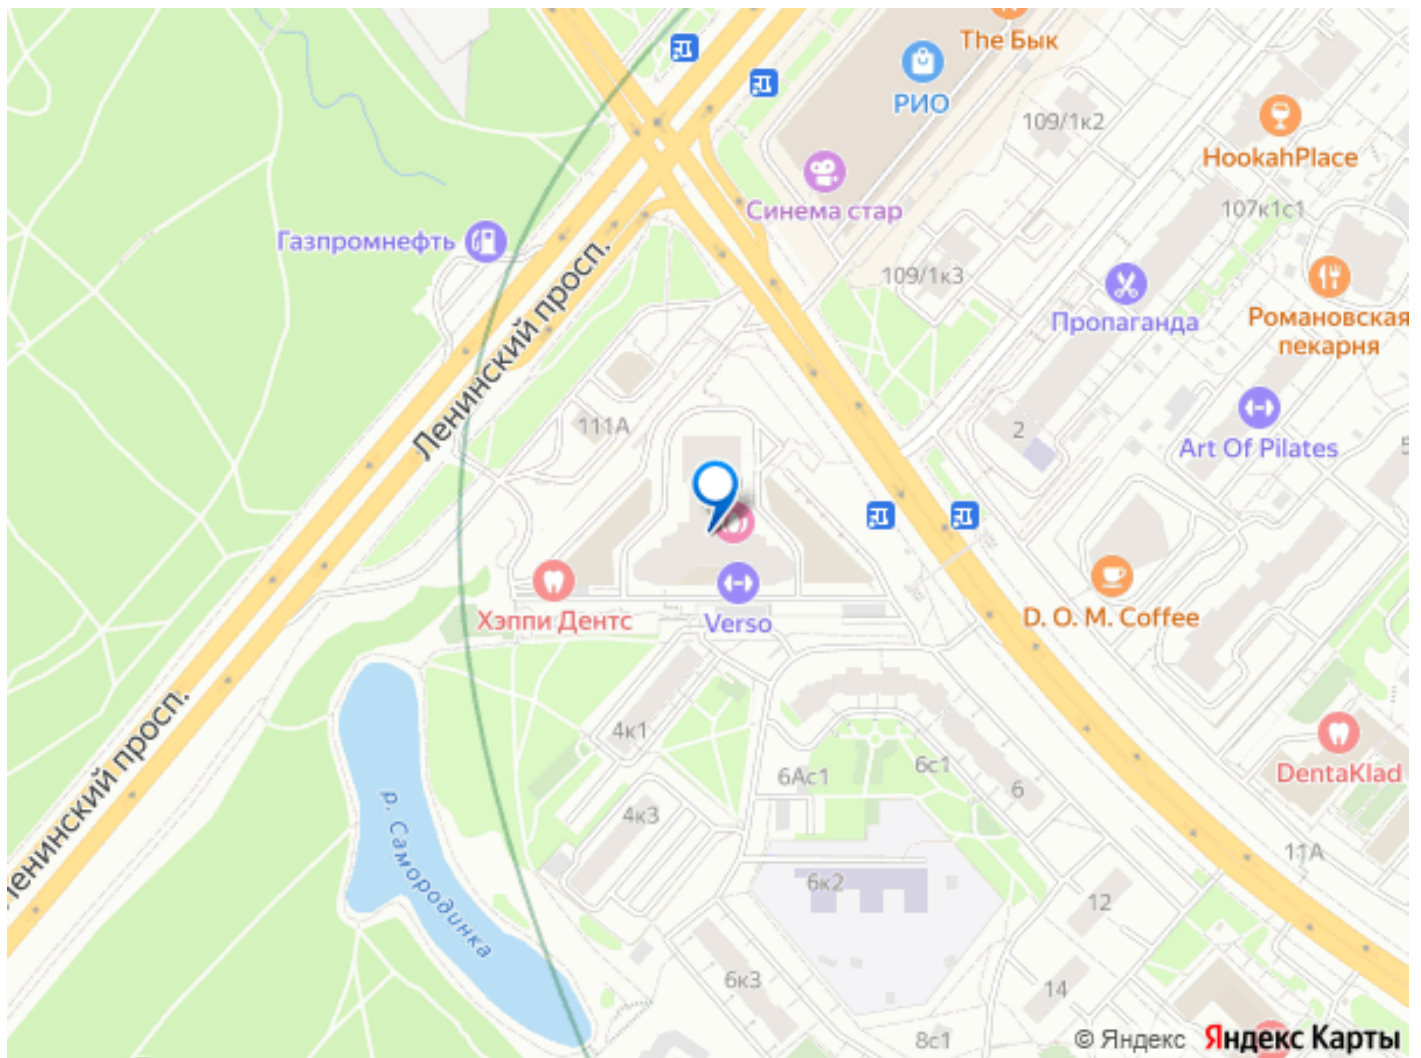 The Бык
РИО
109/1к2
HookahPlace
Синема стар
107к1с1
Газпромнефть
109/1к3
Пропаганда
Романовская
пекарня
Ленинский просп.
111А
2
Art Of Pilates
5
Хэппи Дентс
Verso
D. O. M. Coffee
4к1
6Ас1
6с1
6
DentaKlad
Ленинский просп.
р. Самородинка
4к3
11А
6к2
12
6к3
14
8с1
© Яндекс Яндекс Карты